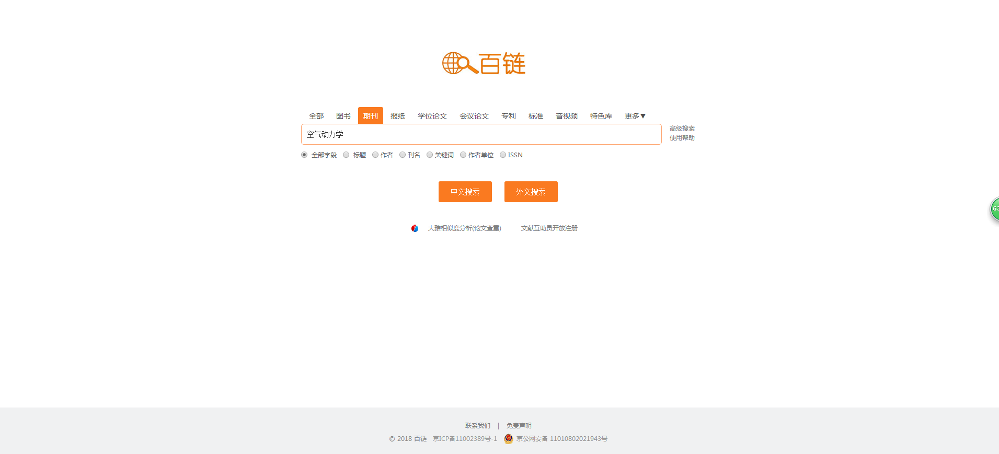 百链
全部 图书 期刊 报纸 学位论文 会议论文 专利 标准 音视频 特色库 更多▼
空气动力学
高级搜索
使用帮助
全部字段 标题 作者 刊名 关键词 作者单位 ISSN
中文搜索 外文搜索
63
大雅相似度分析(论文查重) 文献互助员开放注册
联系我们 | 免责声明
© 2018 百链 京ICP备11002389号-1 京公网安备 11010802021943号